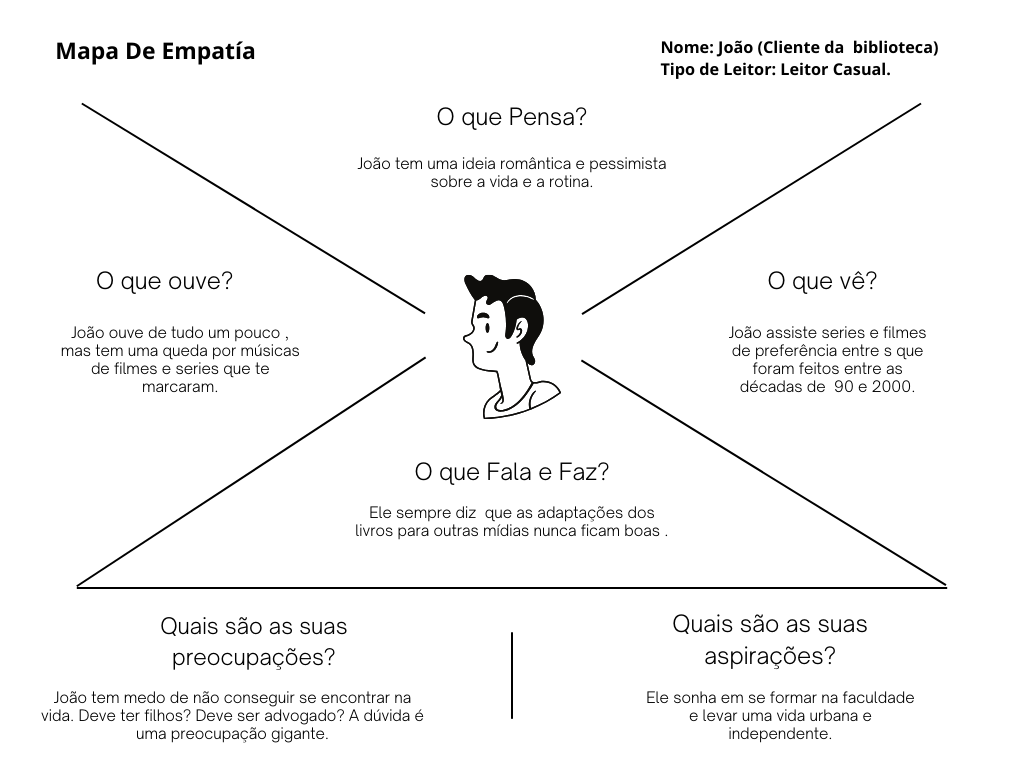 Mapa De Empatía
Nome: João (Cliente da  biblioteca)
Tipo de Leitor: Leitor Casual.
O que Pensa?
João tem uma ideia romântica e pessimista
sobre a vida e a rotina.
O que ouve?
João ouve de tudo um pouco ,
mas tem uma queda por músicas
de filmes e series que te
marcaram.
O que vê?
João assiste series e filmes
de preferência entre s que
foram feitos entre as
décadas de  90 e 2000.
O que Fala e Faz?
Ele sempre diz  que as adaptações dos
livros para outras mídias nunca ficam boas .
Quais são as suas
preocupações?
João tem medo de não conseguir se encontrar na
vida. Deve ter filhos? Deve ser advogado? A dúvida é
uma preocupação gigante.
Quais são as suas
aspirações?
Ele sonha em se formar na faculdade
e levar uma vida urbana e
independente.